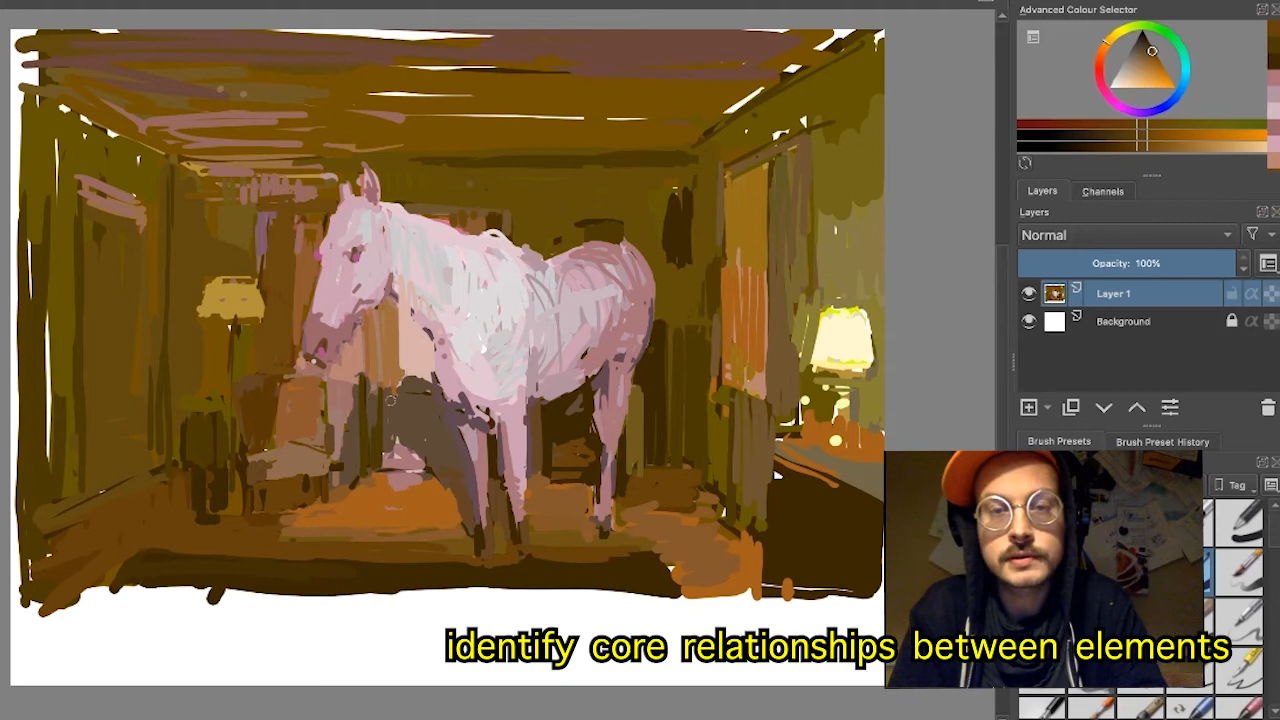 Advanced Colour Selector
Layers
Channels
Layers
Normal
Opacity: 100%
Layer 1
Background
Brush Presets
Brush Preset History
Tag
identify core relationships between elements